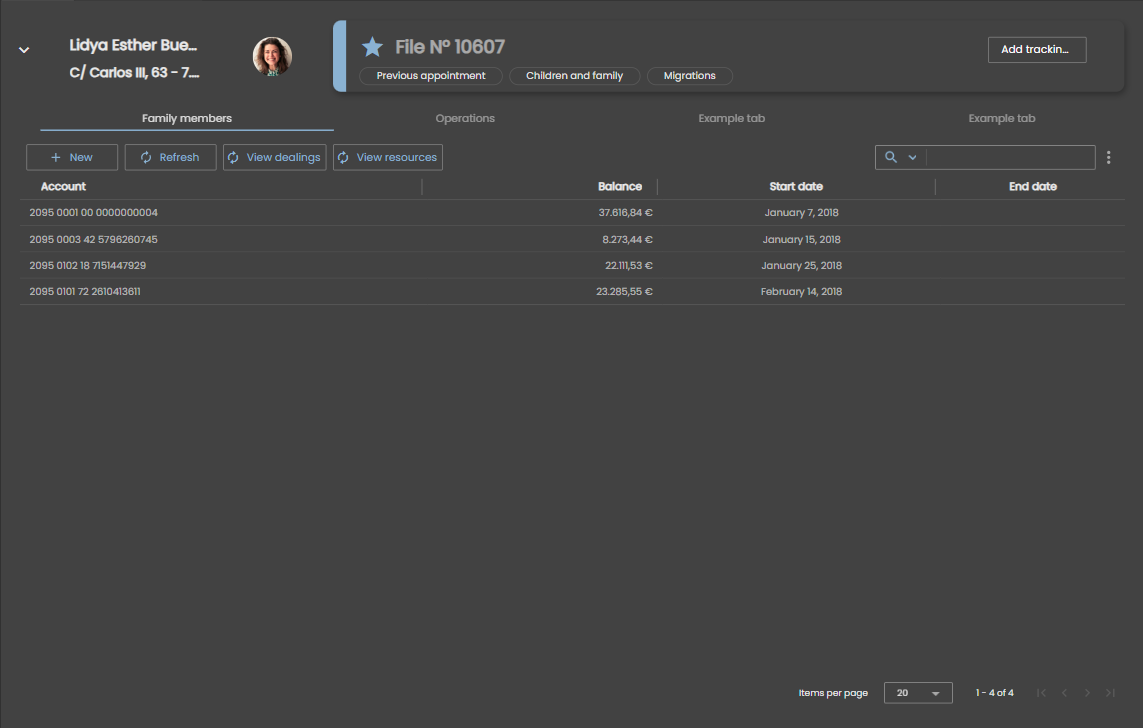 Lidya Esther Bue...
C/ Carlos III, 63 - 7....
File Nº 10607
Previous appointment Children and family Migrations
Add trackin...
Family members Operations Example tab Example tab
New Refresh View dealings View resources
Account Balance Start date End date
2095 0001 00 0000000004 37.616,84 € January 7, 2018
2095 0003 42 5796260745 8.273,44 € January 15, 2018
2095 0102 18 7151447929 22.111,53 € January 25, 2018
2095 0101 72 2610413611 23.285,55 € February 14, 2018
Items per page 20 1 - 4 of 4